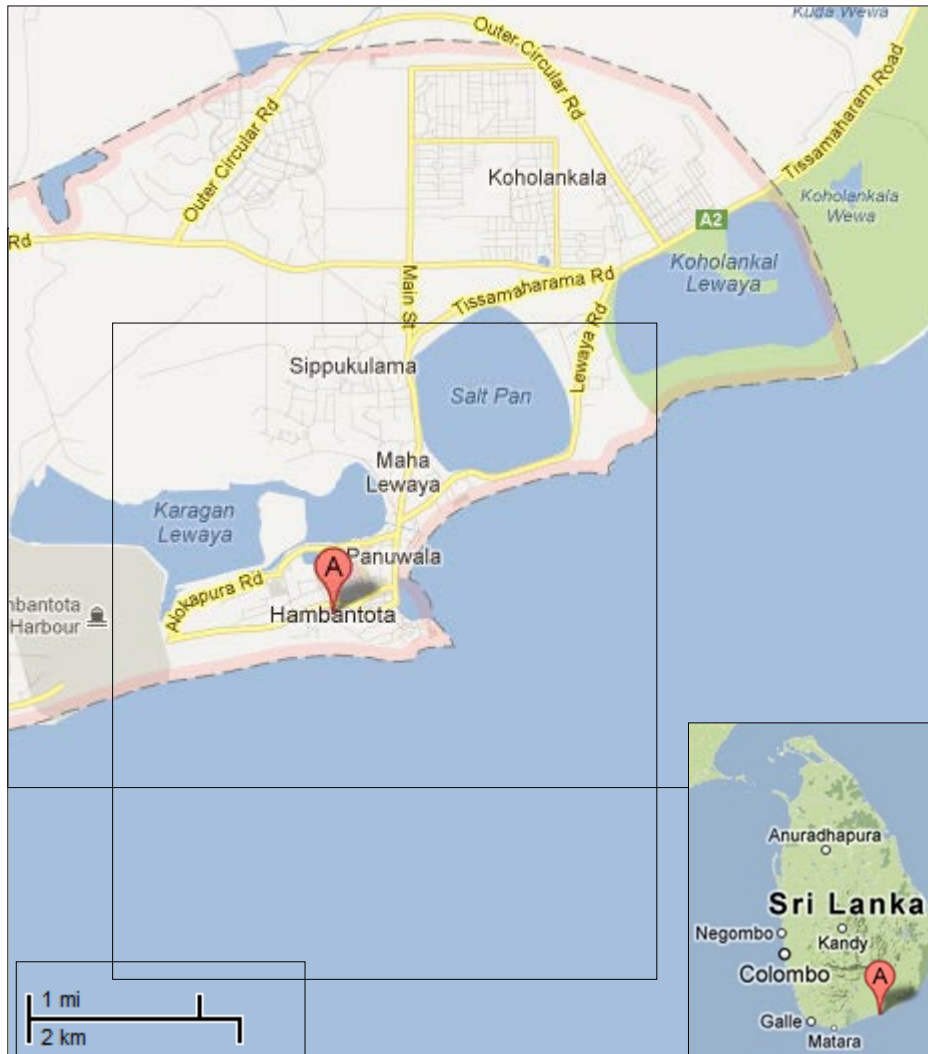 Kuda Wewa
Outer Circular Rd
Outer Circular Rd
Tissamaharam Road
Koholankala
Koholankala
Wewa
A2
Rd
Koholankal
Lewaya
Main St
Tissamaharama Rd
Lewaya Rd
Sippukulama
Salt Pan
Maha
Lewaya
Karagan
Lewaya
A
Panuwala
Alokapura Rd
mbantota
Harbour
Hambantota
Anuradhapura
Sri Lanka
Negombo
Kandy
Colombo
A
Galle
Matara
1 mi
2 km